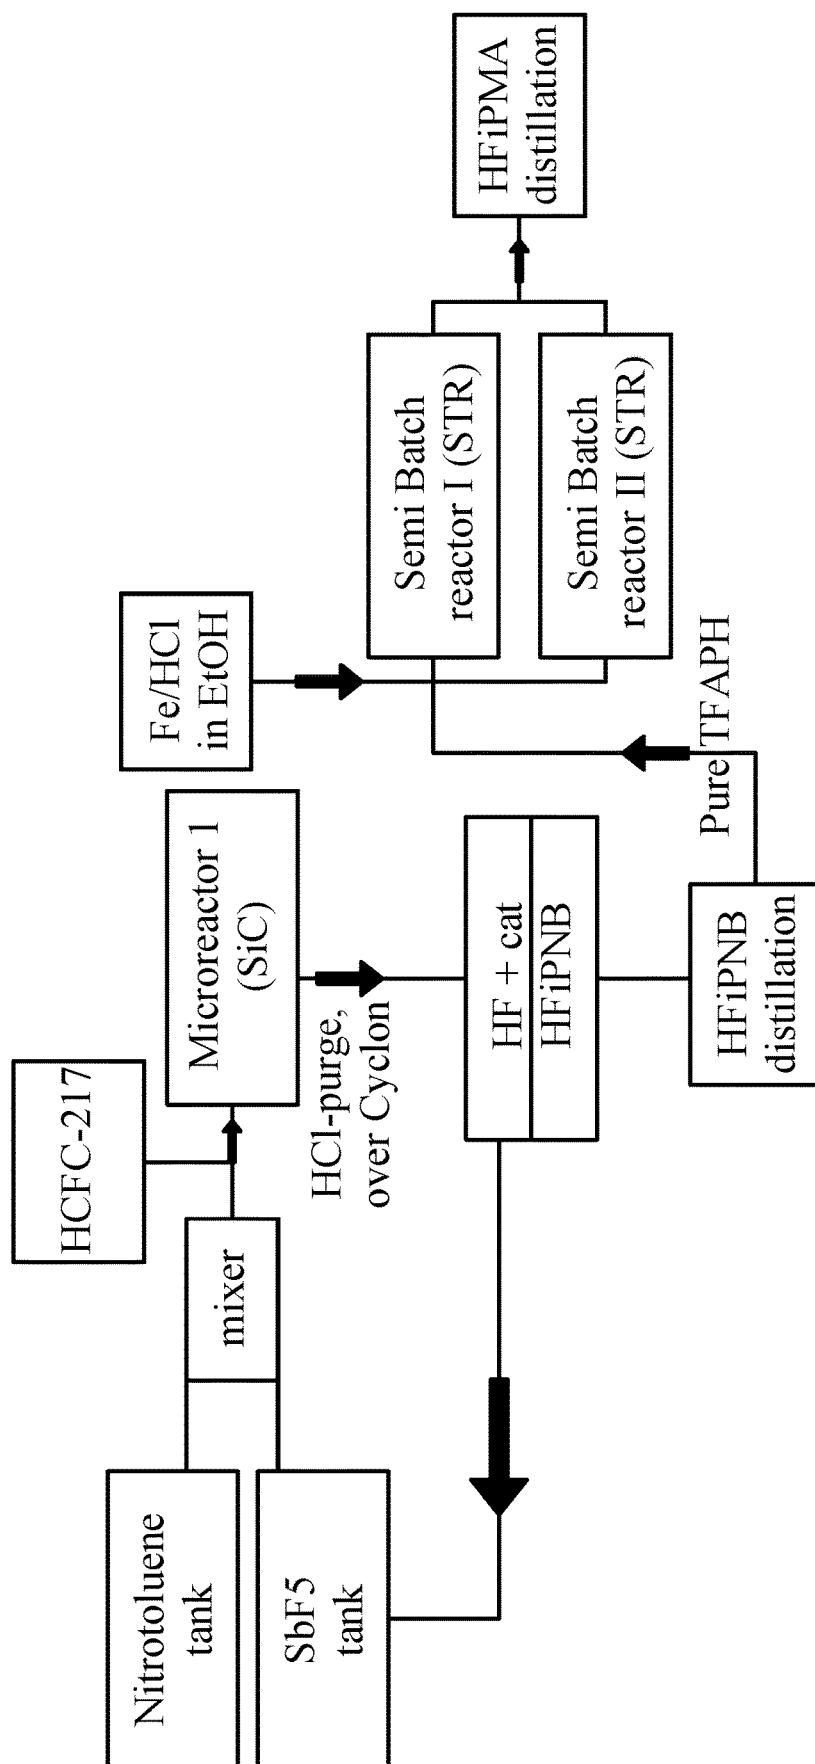 Nitrotoluene
tank
SbF5
tank
mixer
HCFC-217
Microreactor 1
(SiC)
HCl-purge,
over Cyclon
HF + cat
HFiPNB
HFiPNB
distillation
Pure TFAPH
Fe/HCl
in EtOH
Semi Batch
reactor I (STR)
Semi Batch
reactor II (STR)
HFiPMA
distillation